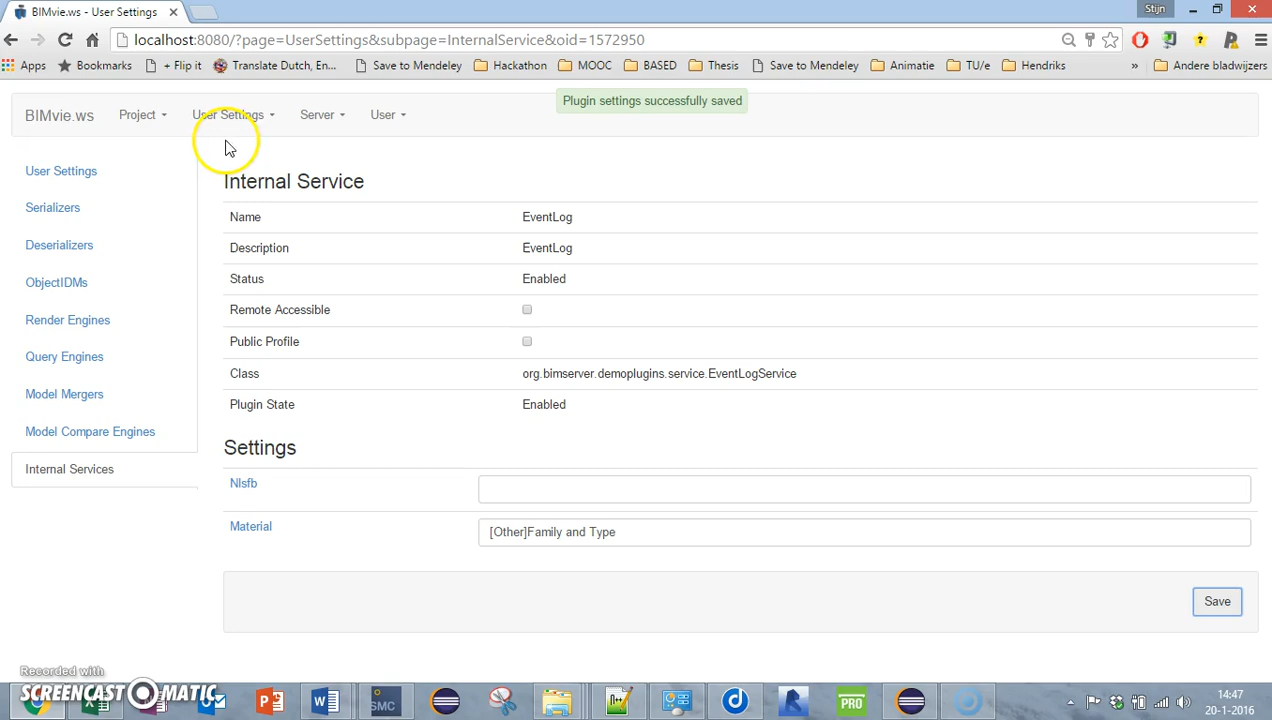 BIMvie.ws - User Settings
Stijn
localhost:8080/?page=UserSettings&subpage=InternalService&oid=1572950
Apps Bookmarks + Flip it Translate Dutch, En... Save to Mendeley Hackathon MOOC BASED Thesis Save to Mendeley Animatie TU/e Hendriks » Andere bladwijzers
Plugin settings successfully saved
BIMvie.ws Project User Settings Server User
User Settings
Serializers
Deserializers
ObjectIDMs
Render Engines
Query Engines
Model Mergers
Model Compare Engines
Internal Services
Internal Service
Name EventLog
Description EventLog
Status Enabled
Remote Accessible
Public Profile
Class org.bimserver.demoplugins.service.EventLogService
Plugin State Enabled
Settings
Nlsfb
Material [Other]Family and Type
Save
Recorded with
SCREENCAST MATIC
SMC
PRO
14:47
20-1-2016